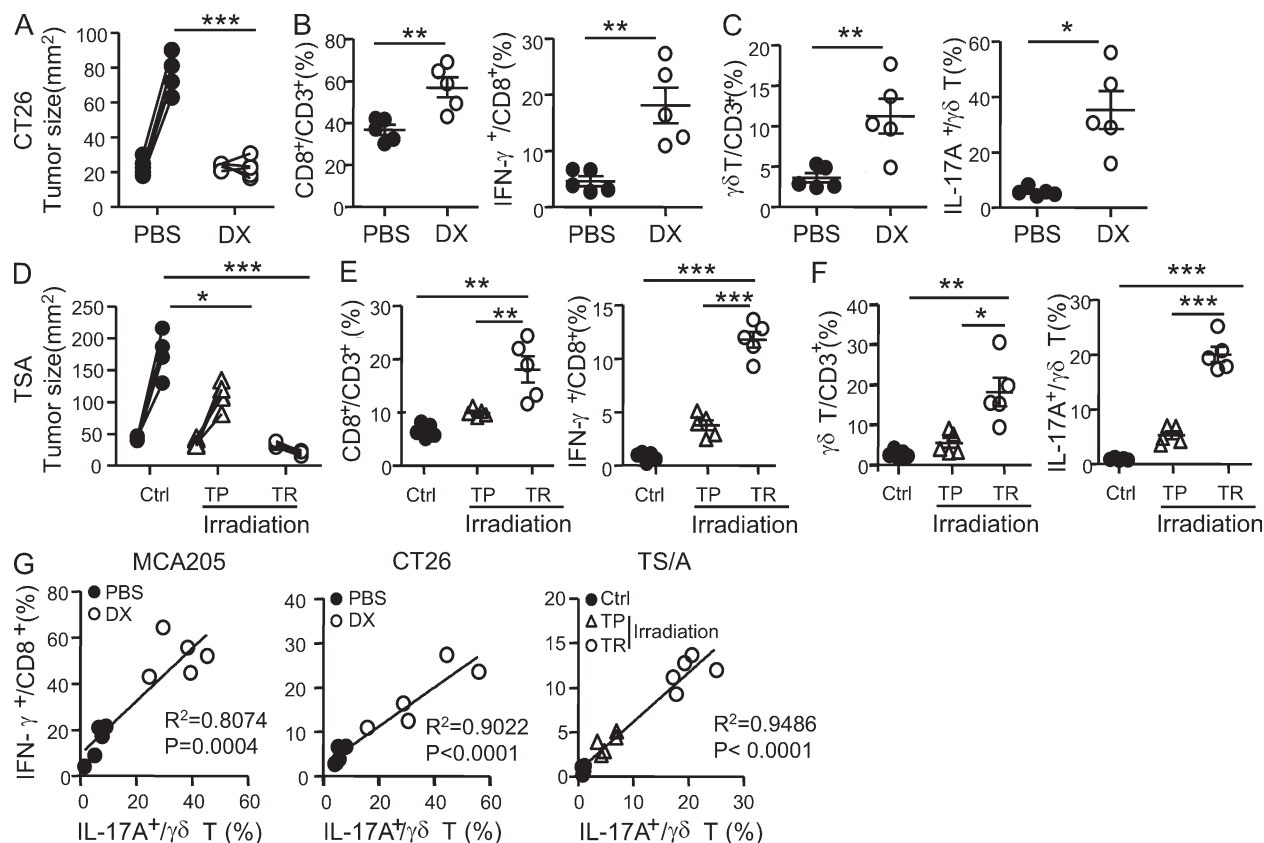 A
CT26
Tumor size(mm2)
100
80
60
40
20
0
***
PBS DX
B
CD8+/CD3+(%)
80
60
40
20
0
**
PBS DX
IFN-γ +/CD8+(%)
30
20
10
0
**
PBS DX
C
γδT/CD3+(%)
20
15
10
5
0
**
PBS DX
IL-17A +/γδ T(%)
60
40
20
0
*
PBS DX
D
TSA
Tumor size(mm2)
250
200
150
100
50
0
***
*
Ctrl TP TR
Irradiation
E
CD8+/CD3+ (%)
30
20
10
0
**
**
Ctrl TP TR
Irradiation
IFN-γ +/CD8+(%)
15
10
5
0
***
***
Ctrl TP TR
Irradiation
F
γδ T/CD3+(%)
40
30
20
10
0
**
*
Ctrl TP TR
Irradiation
IL-17A+/γδ T(%)
30
20
10
0
***
***
Ctrl TP TR
Irradiation
G
MCA205
IFN- γ +/CD8 +(%)
80
60
40
20
0
PBS
DX
R2=0.8074
P=0.0004
0 20 40 60
IL-17A+/γδ T (%)
CT26
40
30
20
10
0
PBS
DX
R2=0.9022
P<0.0001
0 20 40 60
IL-17A+/γδ T (%)
TS/A
20
15
10
5
0
Ctrl
TP
TR
Irradiation
R2=0.9486
P< 0.0001
0 10 20 30
IL-17A+/γδ T (%)